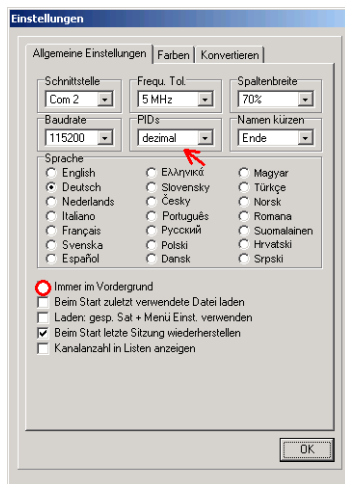 Einstellungen
Allgemeine Einstellungen Farben Konvertieren
Schnittstelle Frequ. Tol. Spaltenbreite
Com 2 5 MHz 70%
Baudrate PIDs Namen kürzen
115200 dezimal Ende
Sprache
English Ελληνικά Magyar
Deutsch Slovensky Türkçe
Nederlands Česky Norsk
Italiano Português Romana
Français Русский Suomalainen
Svenska Polski Hrvatski
Español Dansk Srpski
Immer im Vordergrund
Beim Start zuletzt verwendete Datei laden
Laden: gesp. Sat + Menü Einst. verwenden
Beim Start letzte Sitzung wiederherstellen
Kanalanzahl in Listen anzeigen
OK